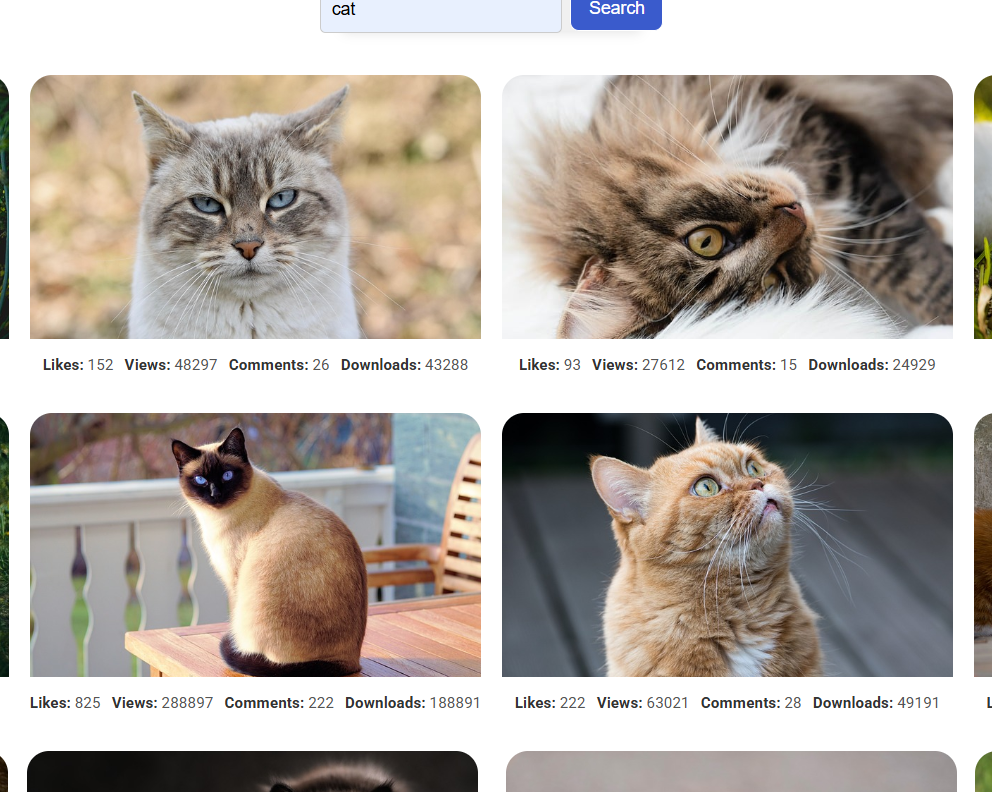 cat
Search
Likes: 152 Views: 48297 Comments: 26 Downloads: 43288
Likes: 93 Views: 27612 Comments: 15 Downloads: 24929
Likes: 825 Views: 288897 Comments: 222 Downloads: 188891
Likes: 222 Views: 63021 Comments: 28 Downloads: 49191